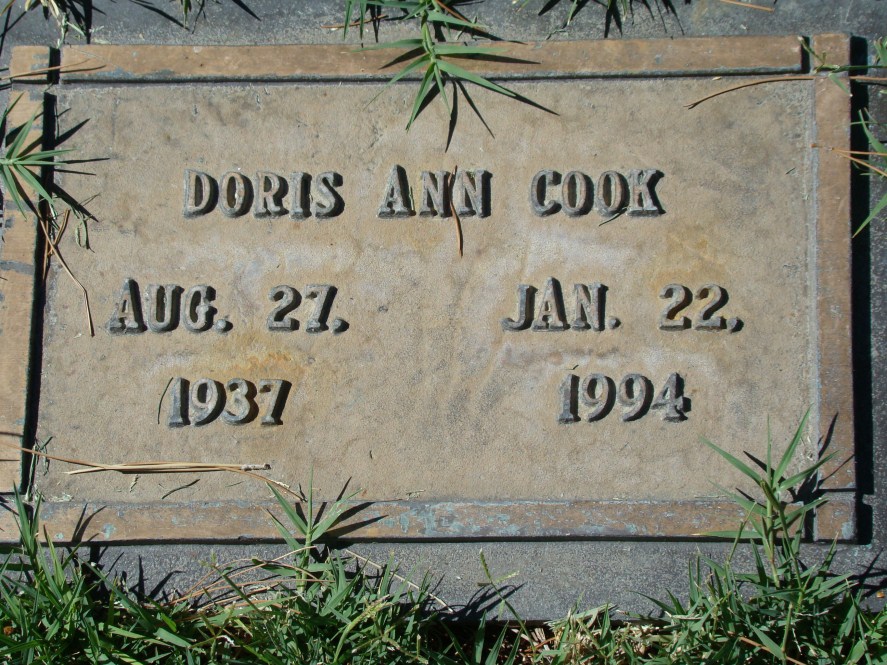 DORIS ANN COOK
AUG. 27, JAN. 22,
1937 1994